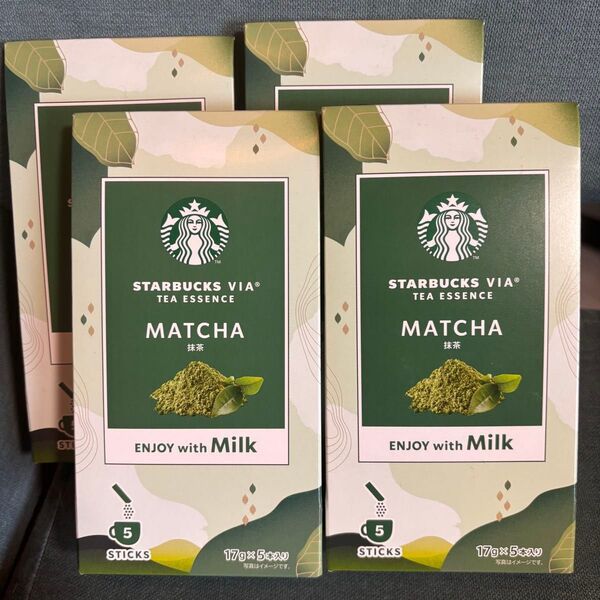 STARBUCKS VIA®
TEA ESSENCE
MATCHA
抹茶
ENJOY with Milk
5
STICKS
17g×5本入り
写真はイメージです。
STARBUCKS VIA®
TEA ESSENCE
MATCHA
抹茶
ENJOY with Milk
5
STICKS
17g×5本入り
写真はイメージです。
STICKS